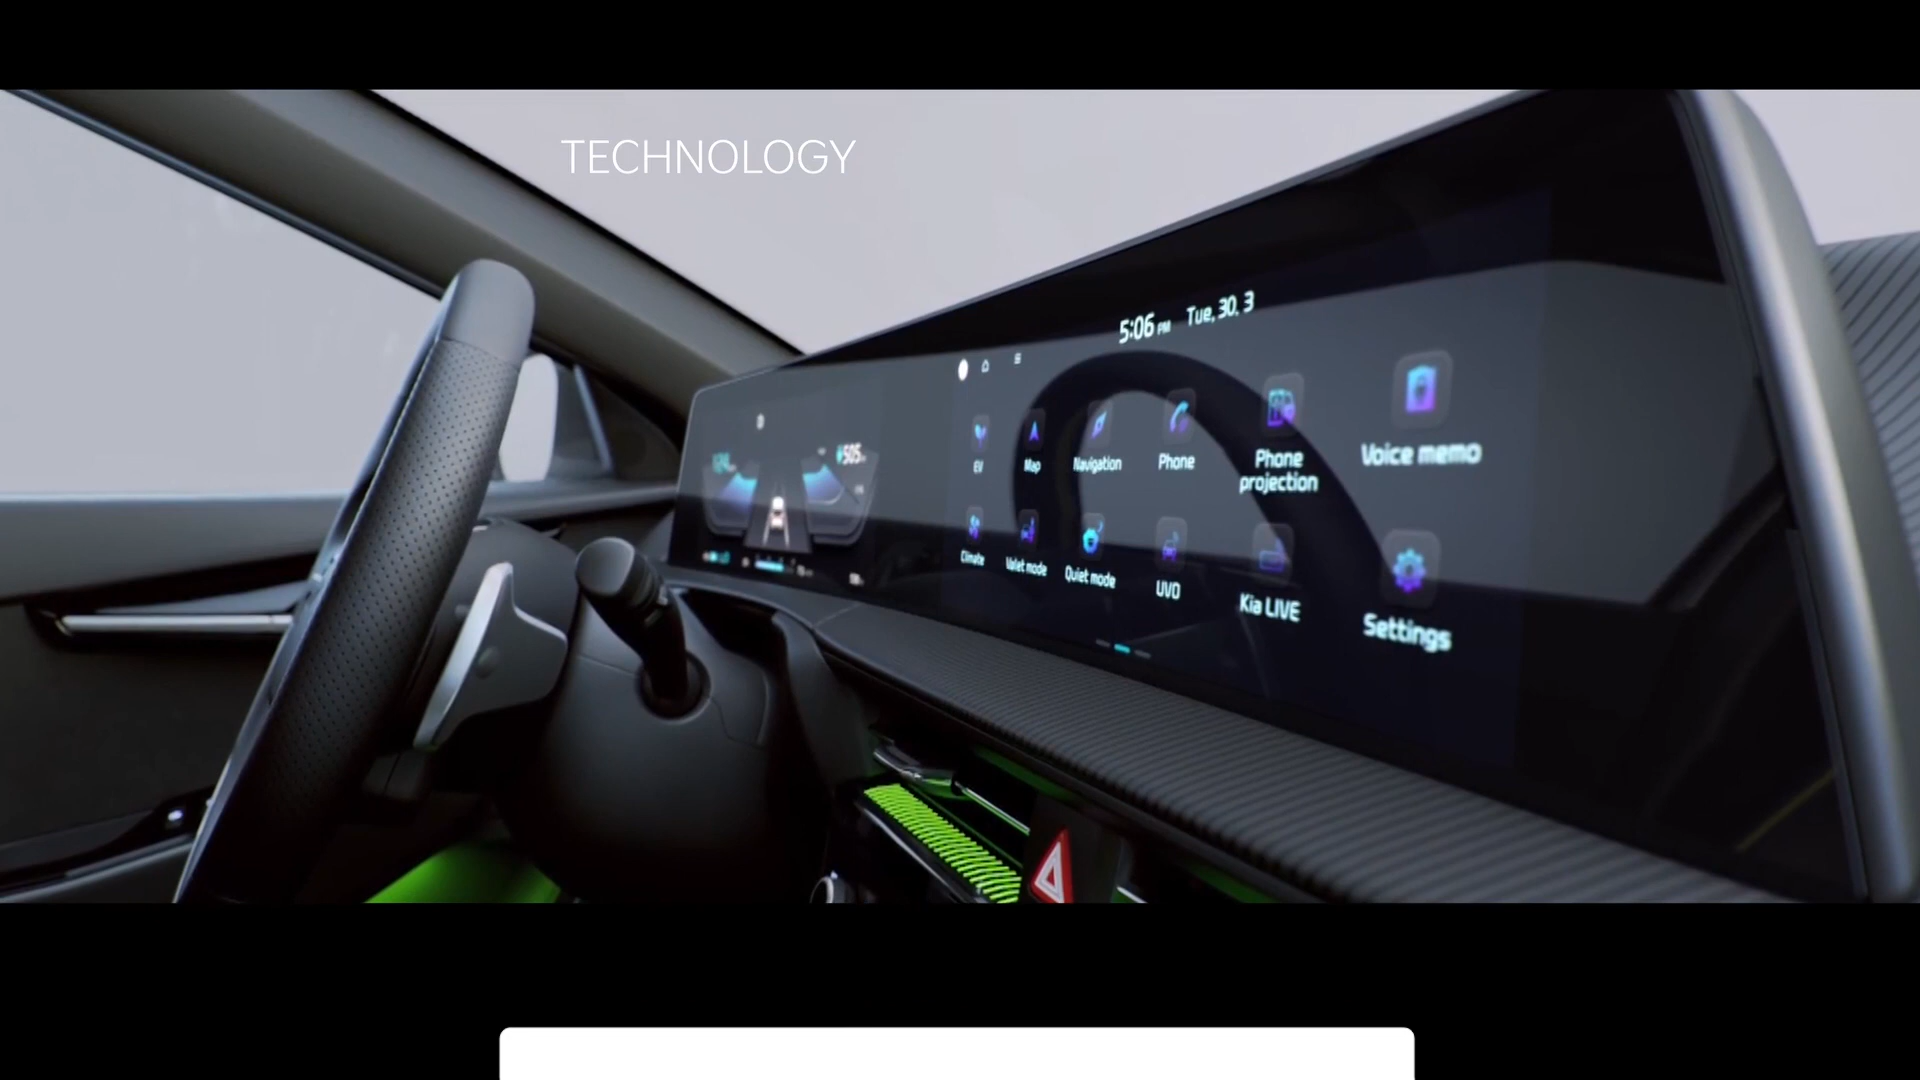 TECHNOLOGY
5:06 PM Tue, 30. 3
505
EV
Map
Navigation
Phone
Phone
projection
Voice memo
Climate
Valet mode
Quiet mode
UVO
Kia LIVE
Settings